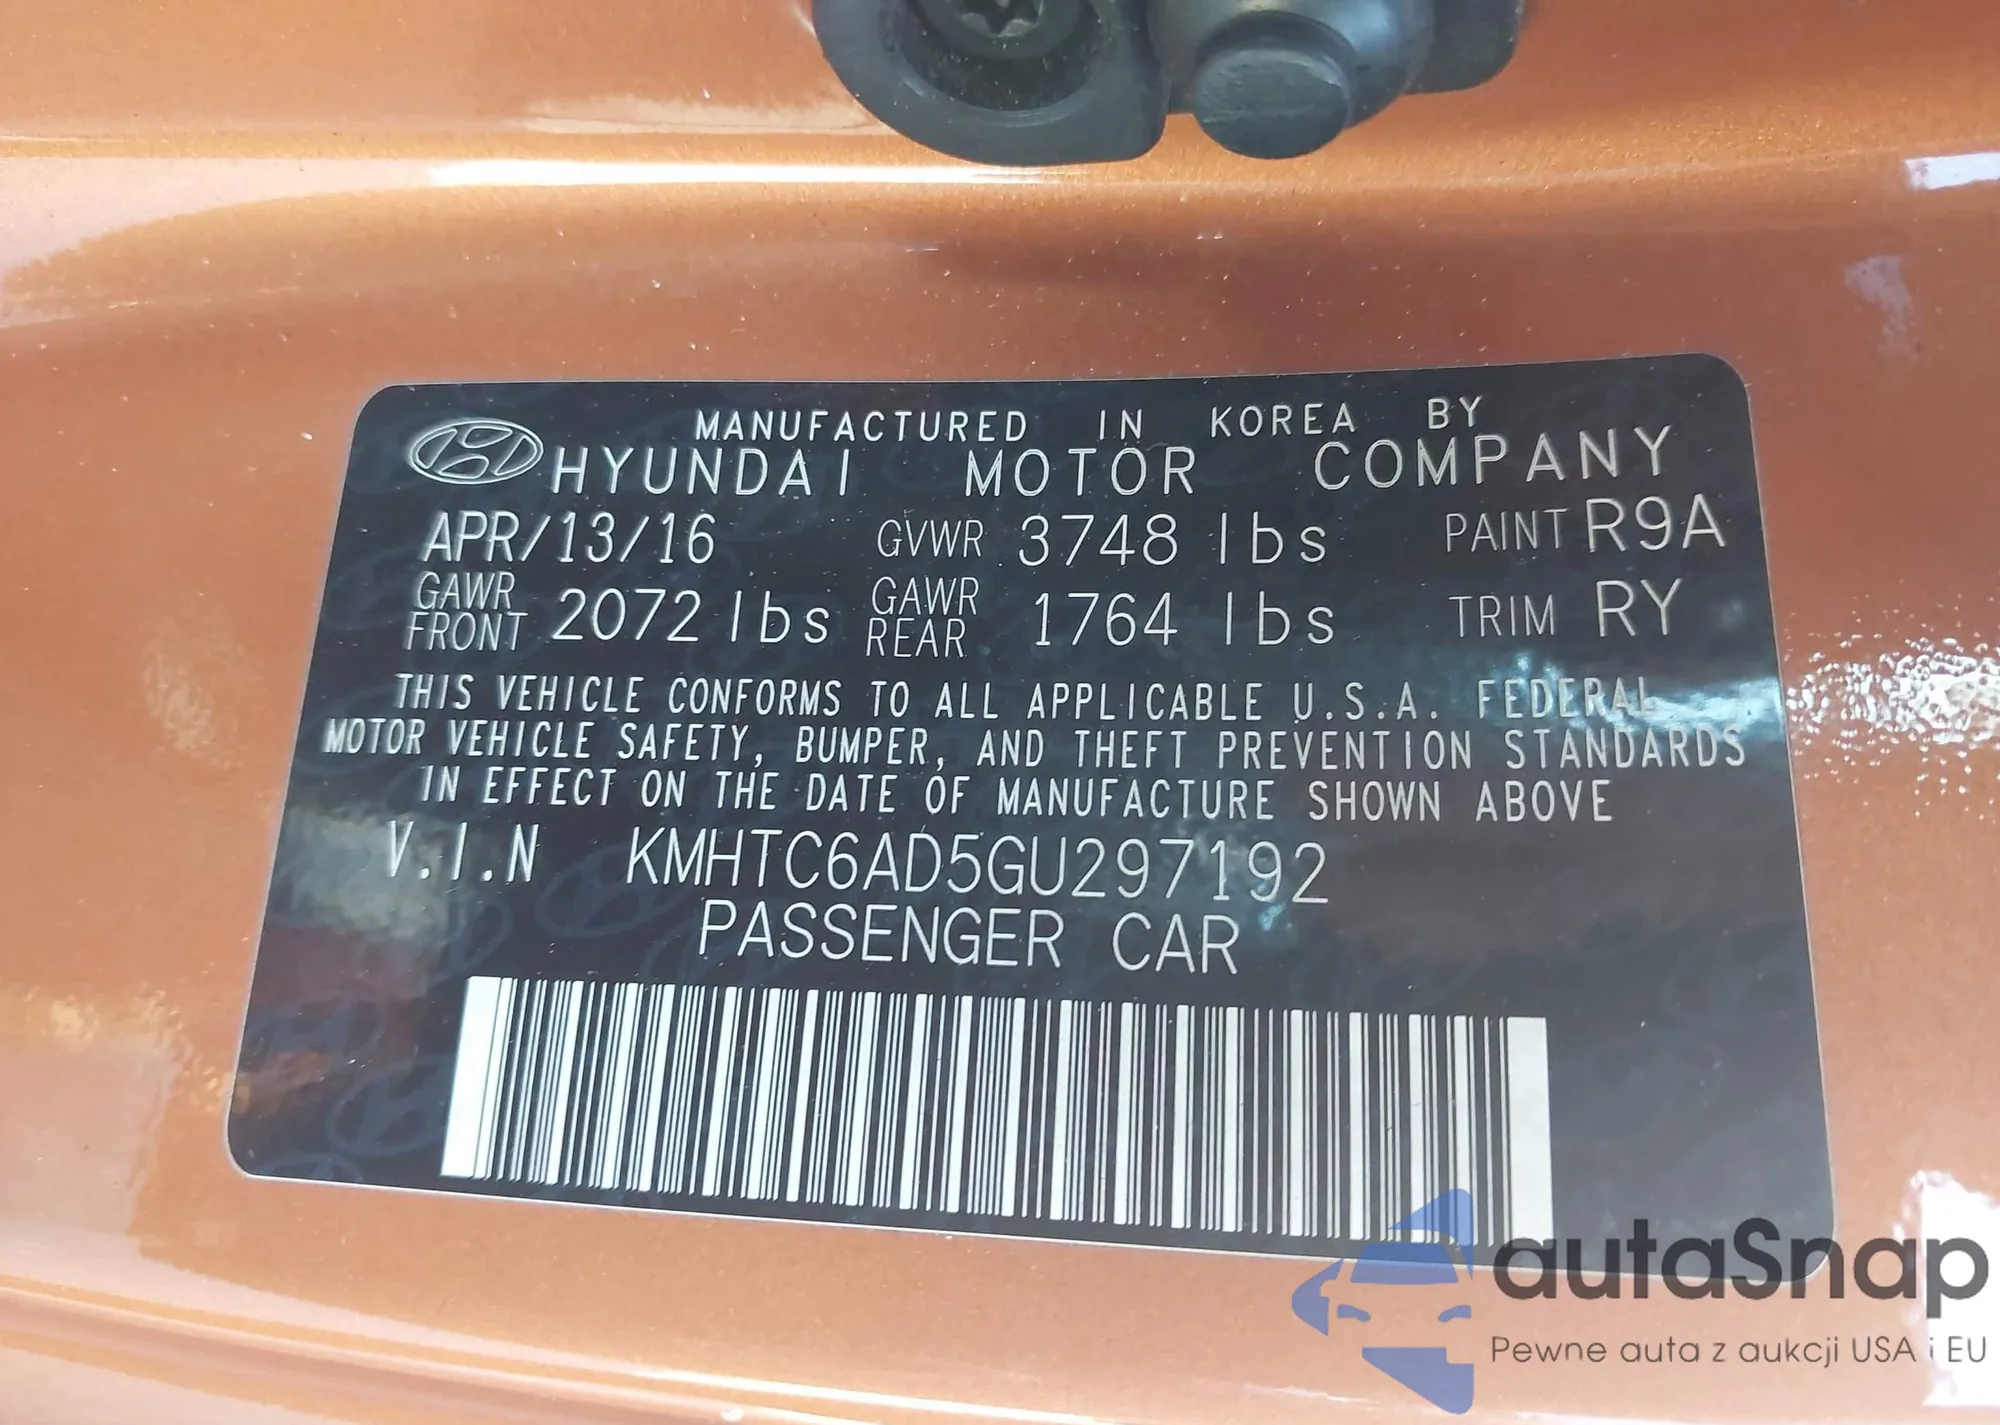 MANUFACTURED IN KOREA BY
HYUNDAI MOTOR COMPANY
APR/13/16 GVWR 3748 lbs PAINT R9A
GAWR FRONT 2072 lbs GAWR REAR 1764 lbs TRIM RY
THIS VEHICLE CONFORMS TO ALL APPLICABLE U.S.A. FEDERAL
MOTOR VEHICLE SAFETY, BUMPER, AND THEFT PREVENTION STANDARDS
IN EFFECT ON THE DATE OF MANUFACTURE SHOWN ABOVE
V.I.N KMHTC6AD5GU297192
PASSENGER CAR
autaSnap
Pewne auta z aukcji USA i EU